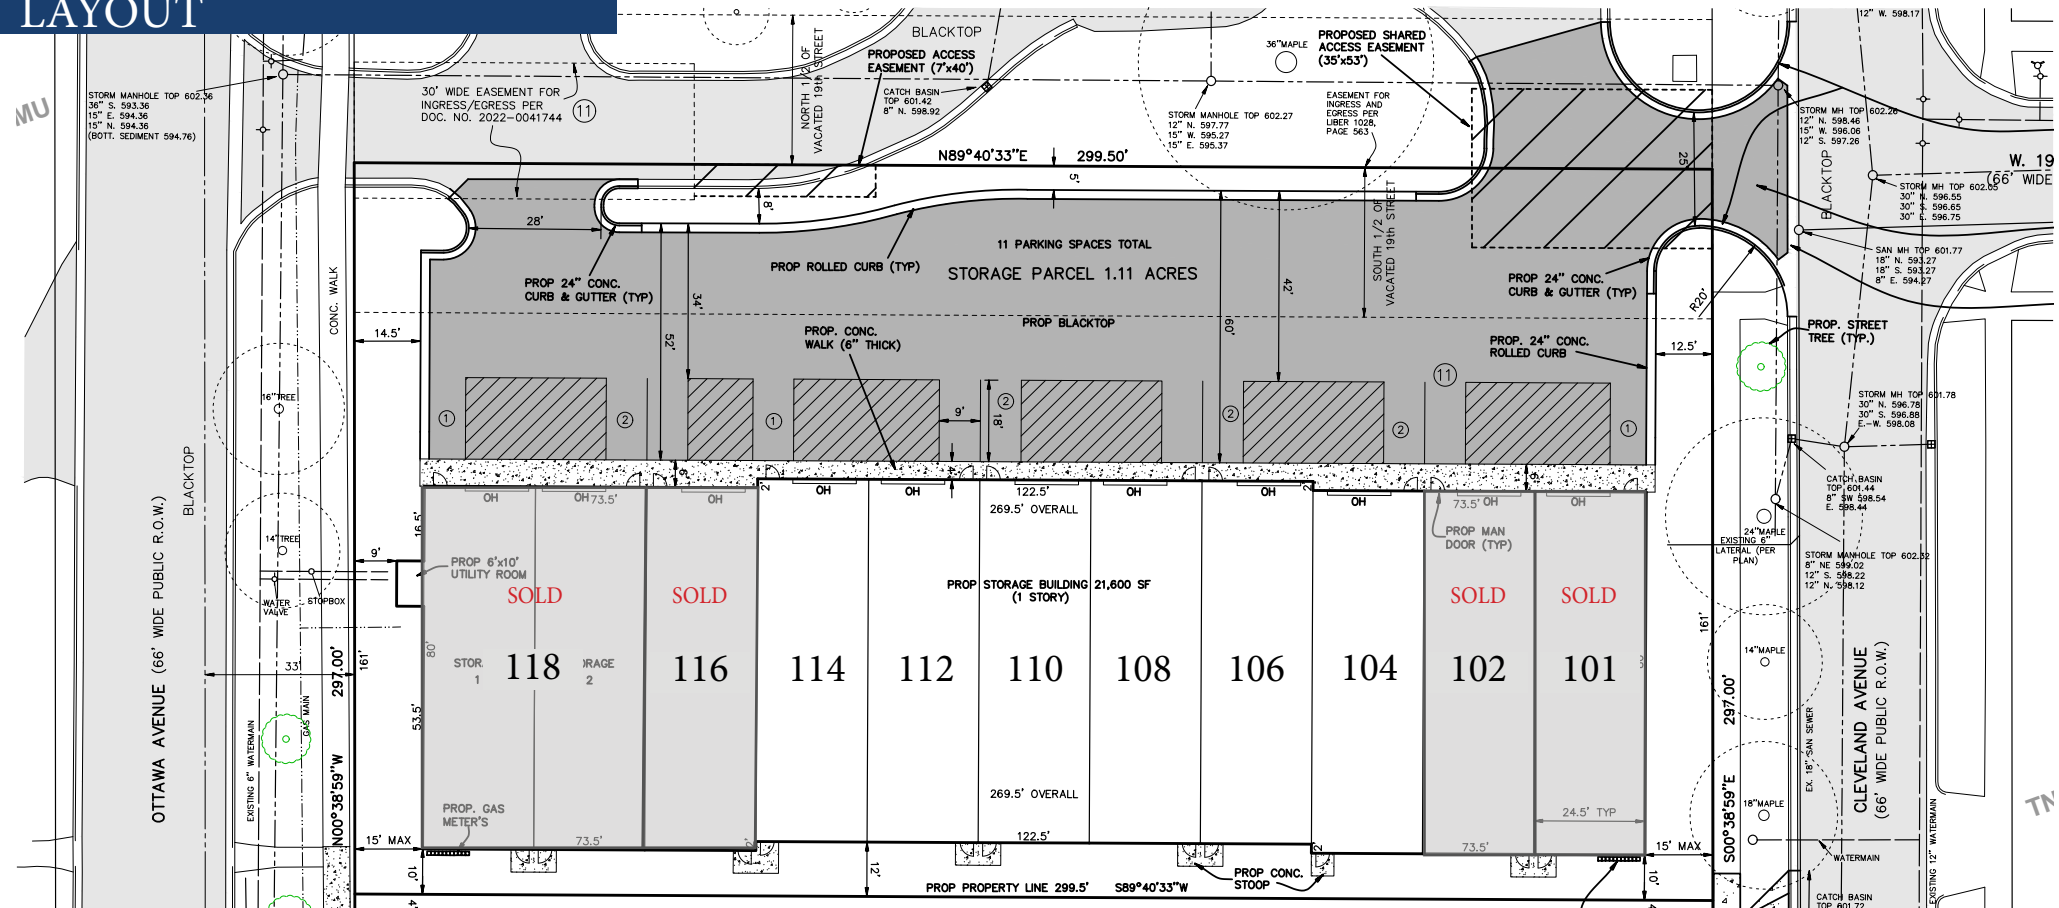 LAYOUT
MU
STORM MANHOLE TOP 602.36
36" S. 593.36
15" E. 594.36
15" N. 594.36
(BOTT. SEDIMENT 594.76)
30' WIDE EASEMENT FOR
INGRESS/EGRESS PER
DOC. NO. 2022-0041744
11
NORTH 1/2 OF
VACATED 19th STREET
PROPOSED ACCESS
EASEMENT (7'x40')
BLACKTOP
CATCH BASIN
TOP 601.42
8" N. 598.92
36"MAPLE
PROPOSED SHARED
ACCESS EASEMENT
(35'x53')
STORM MANHOLE TOP 602.27
12" N. 597.77
15" W. 595.27
15" E. 595.37
EASEMENT FOR
INGRESS AND
EGRESS PER
LIBER 1028,
PAGE 563
12" W. 598.17
STORM MH TOP 602.26
12" N. 598.46
15" W. 596.06
12" S. 597.26
BLACKTOP
W. 19
(66' WIDE
STORM MH TOP 602.05
30" N. 596.55
30" S. 596.65
30" E. 596.75
SAN MH TOP 601.77
18" N. 593.27
18" S. 593.27
8" E. 594.27
N89°40'33"E 299.50'
5'
25'
28'
8'
SOUTH 1/2 OF
VACATED 19th STREET
CONC. WALK
PROP 24" CONC.
CURB & GUTTER (TYP)
PROP ROLLED CURB (TYP)
11 PARKING SPACES TOTAL
STORAGE PARCEL 1.11 ACRES
PROP 24" CONC.
CURB & GUTTER (TYP)
R20'
34'
42'
14.5'
52'
PROP. CONC.
WALK (6" THICK)
PROP BLACKTOP
60'
PROP. 24" CONC.
ROLLED CURB
12.5'
PROP. STREET
TREE (TYP.)
11
16"TREE
1
2
1
9'
2
18'
2
2
1
STORM MH TOP 601.78
30" N. 596.78
30" S. 596.88
E.-W. 598.08
BLACKTOP
6'
4'
6'
OH
OH
73.5'
OH
2'
OH
OH
122.5'
OH
OH
OH
73.5'
OH
OH
269.5' OVERALL
CATCH BASIN
TOP 601.44
8" SW 598.54
E. 598.44
24"MAPLE
EXISTING 6"
LATERAL (PER
PLAN)
16.5'
14"TREE
9'
PROP 6'x10'
UTILITY ROOM
PROP MAN
DOOR (TYP)
STORM MANHOLE TOP 602.32
8" NE 599.02
12" S. 598.22
12" N. 598.12
WATER
VALVE
STOPBOX
SOLD
SOLD
PROP STORAGE BUILDING 21,600 SF
(1 STORY)
SOLD
SOLD
OTTAWA AVENUE (66' WIDE PUBLIC R.O.W.)
33'
297.00'
161'
80'
118
116
114
112
110
108
106
104
102
101
161'
14"MAPLE
297.00'
CLEVELAND AVENUE
(66' WIDE PUBLIC R.O.W.)
GAS MAIN
53.5'
EXISTING 6" WATERMAIN
N00°38'59"W
PROP. GAS
METER'S
269.5' OVERALL
24.5' TYP
18"MAPLE
S00°38'59"E
EX. 18" SAN SEWER
EXISTING 12" WATERMAIN
TN
15' MAX
73.5'
2'
122.5'
2'
73.5'
15' MAX
WATERMAIN
10'
12'
PROP CONC.
STOOP
10'
PROP PROPERTY LINE 299.5' S89°40'33"W
CATCH BASIN
TOP 601.72